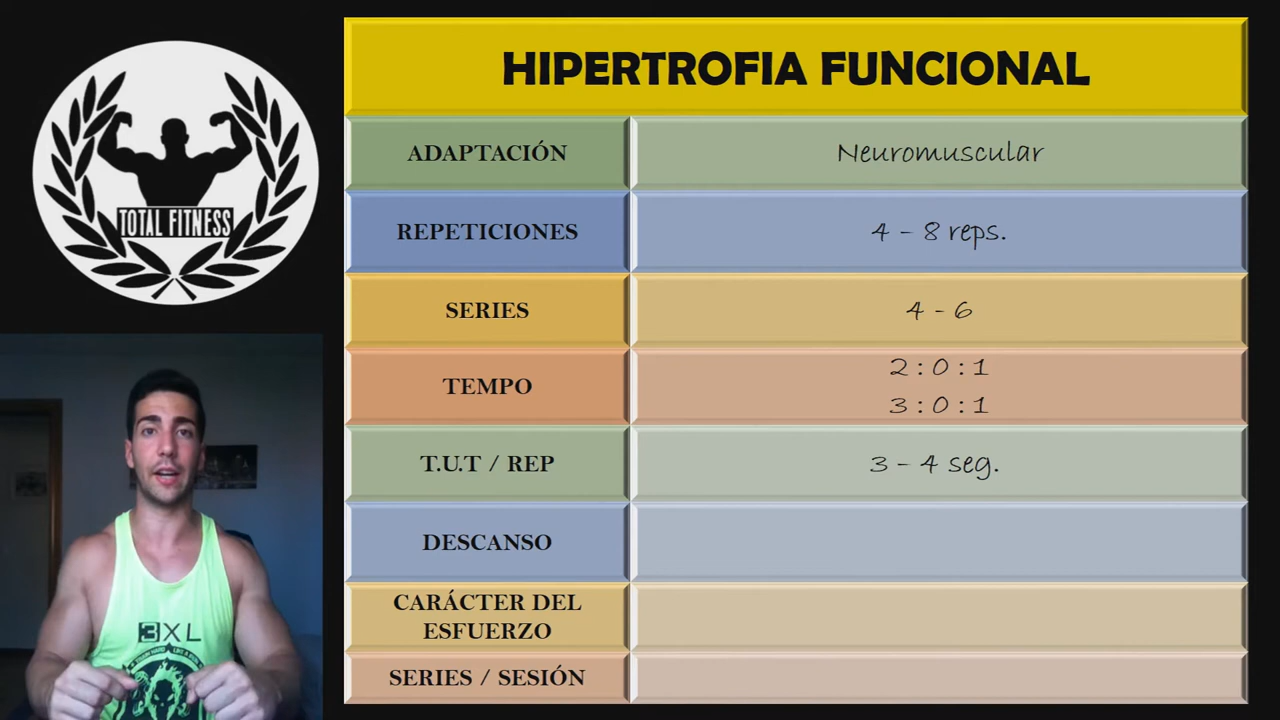 HIPERTROFIA FUNCIONAL
ADAPTACIÓN
Neuromuscular
REPETICIONES
4 - 8 reps.
SERIES
4 - 6
TEMPO
2 : 0 : 1
3 : 0 : 1
T.U.T / REP
3 - 4 seg.
DESCANSO
CARÁCTER DEL
ESFUERZO
SERIES / SESIÓN
TOTAL FITNESS
3XL